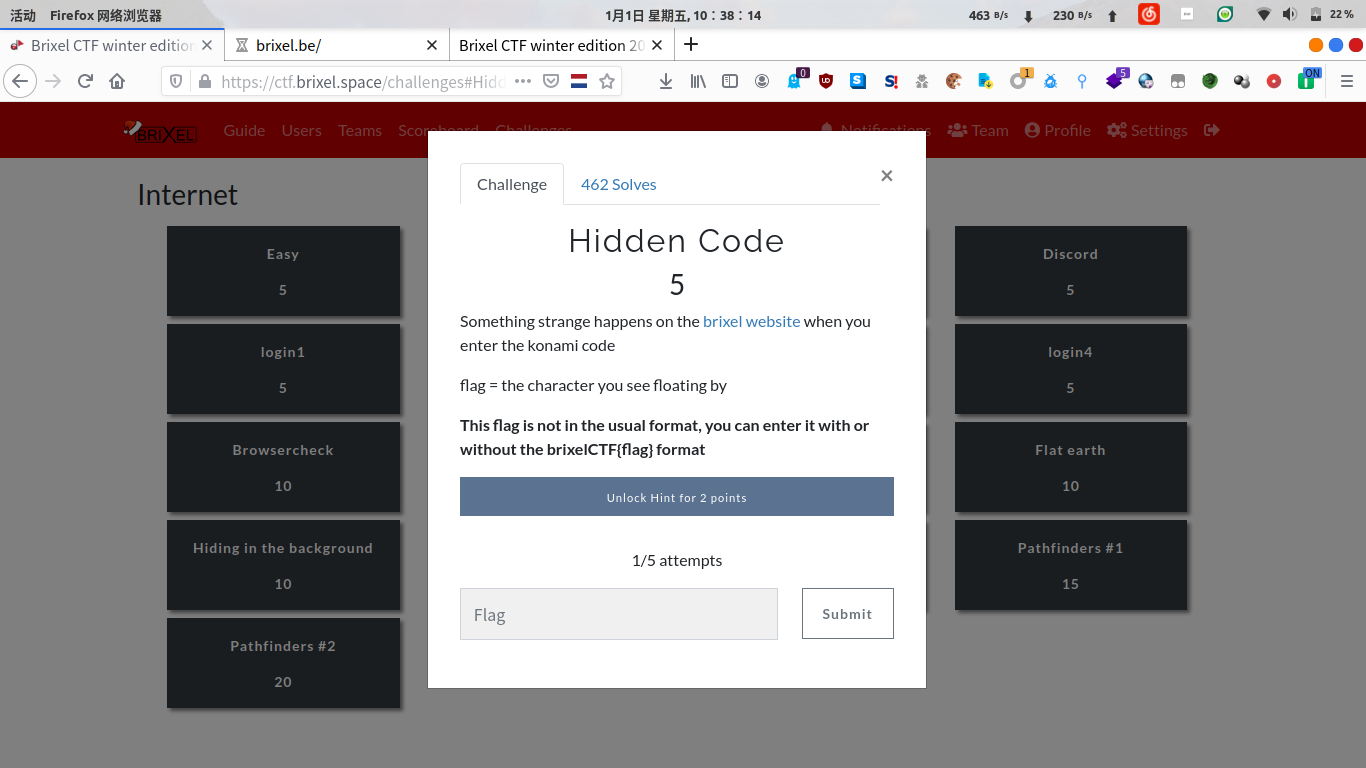 活动 Firefox 网络浏览器 1月1日 星期五, 10：38：14 463 B/s 230 B/s 22 %
Brixel CTF winter edition brixel.be/ Brixel CTF winter edition 20
https://ctf.brixel.space/challenges#Hidd 0 1 5 ON
BRIXEL Guide Users Teams Scoreboard Challenges Notifications Team Profile Settings
Internet
Challenge 462 Solves ×
Hidden Code
5
Something strange happens on the brixel website when you
enter the konami code
flag = the character you see floating by
This flag is not in the usual format, you can enter it with or
without the brixelCTF{flag} format
Unlock Hint for 2 points
1/5 attempts
Flag Submit
Easy
5
Discord
5
login1
5
login4
5
Browsercheck
10
Flat earth
10
Hiding in the background
10
Pathfinders #1
15
Pathfinders #2
20